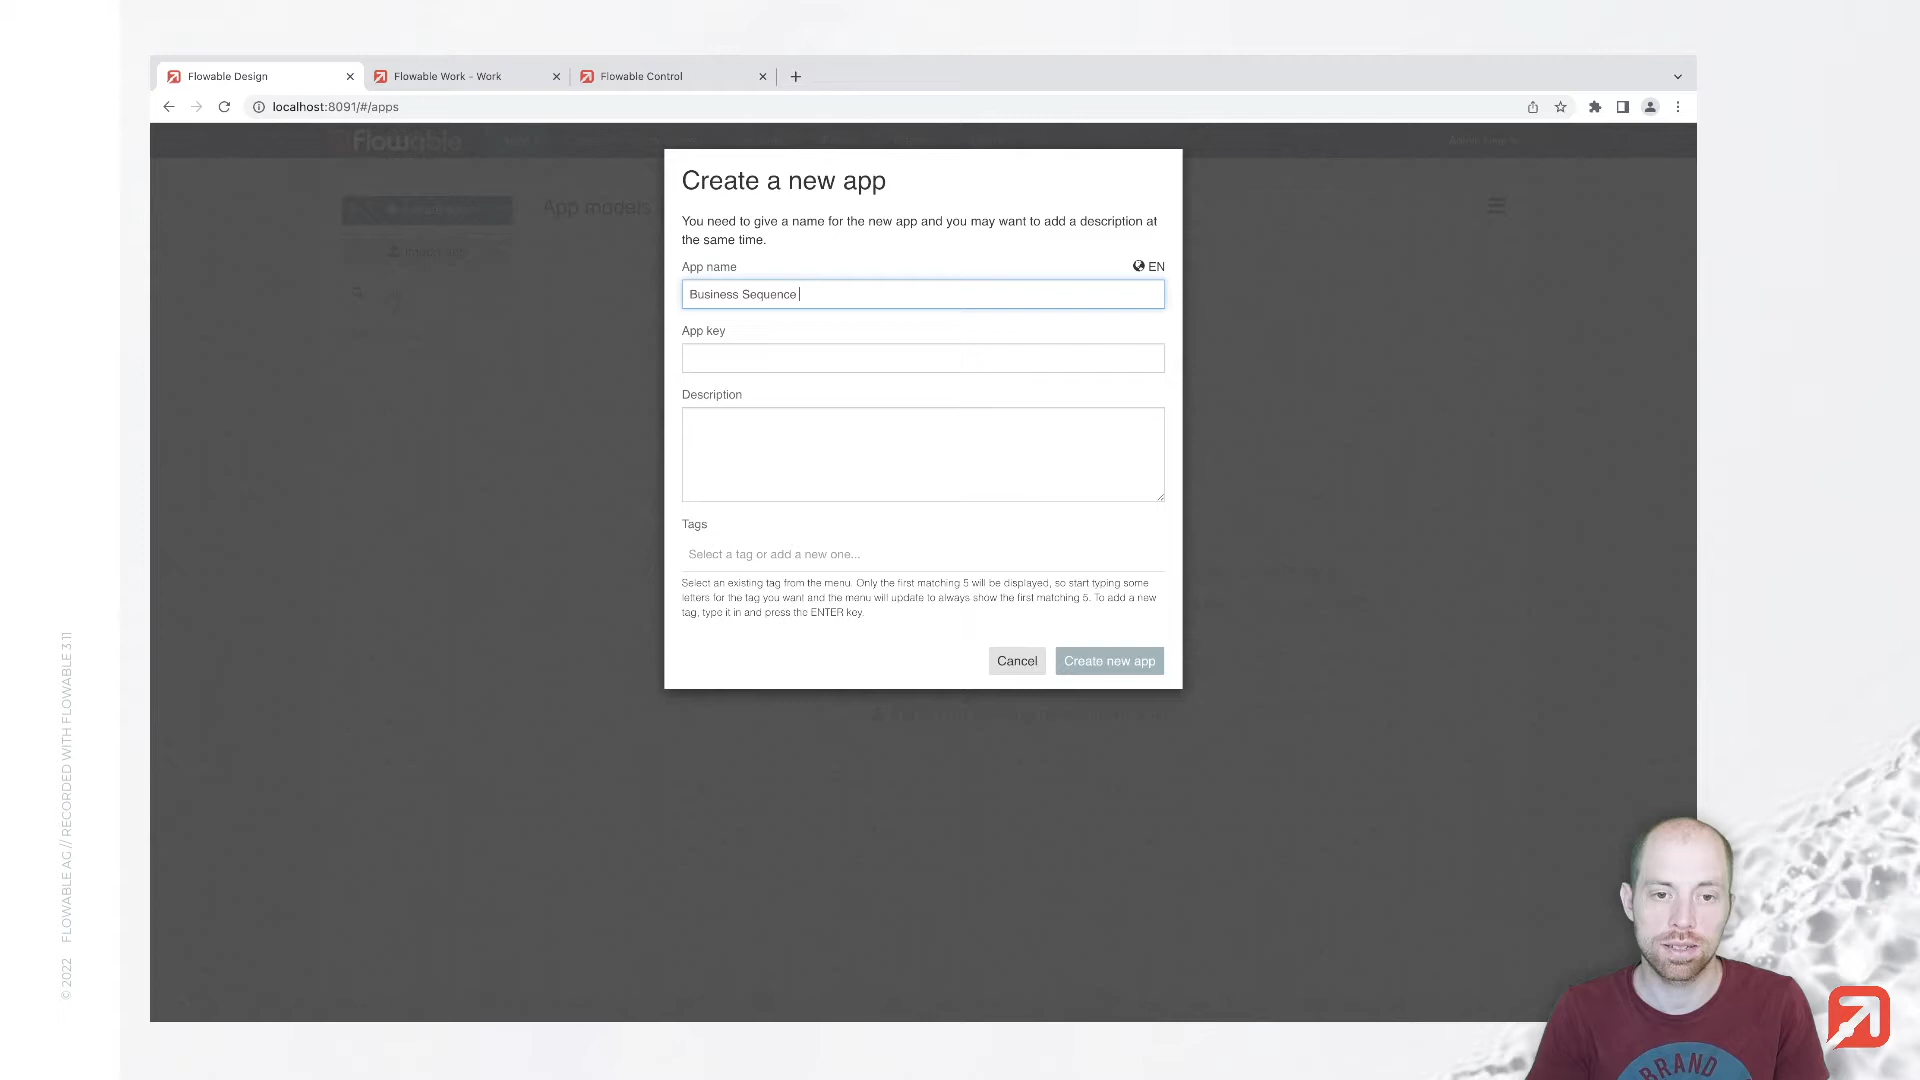 Flowable Design
Flowable Work - Work
Flowable Control
localhost:8091/#/apps
Flowable
App models
Create a new app
You need to give a name for the new app and you may want to add a description at
the same time.
App name
EN
Business Sequence
App key
Description
Tags
Select a tag or add a new one...
Select an existing tag from the menu. Only the first matching 5 will be displayed, so start typing some
letters for the tag you want and the menu will update to always show the first matching 5. To add a new
tag, type it in and press the ENTER key.
Cancel
Create new app
© 2022 FLOWABLE AG // RECORDED WITH FLOWABLE 3.11
BRAND